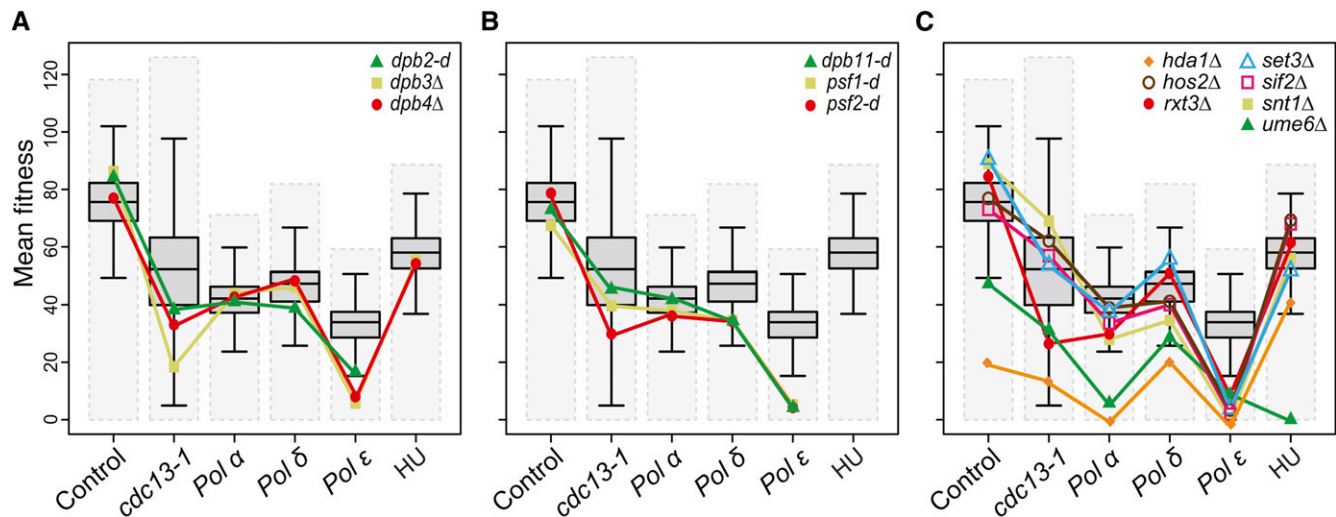 A
B
C
Mean fitness
120
100
80
60
40
20
0
dpb2-d
dpb3Δ
dpb4Δ
Control
cdc13-1
Pol α
Pol δ
Pol ε
HU
dpb11-d
psf1-d
psf2-d
Control
cdc13-1
Pol α
Pol δ
Pol ε
HU
hda1Δ set3Δ
hos2Δ sif2Δ
rxt3Δ snt1Δ
ume6Δ
Control
cdc13-1
Pol α
Pol δ
Pol ε
HU